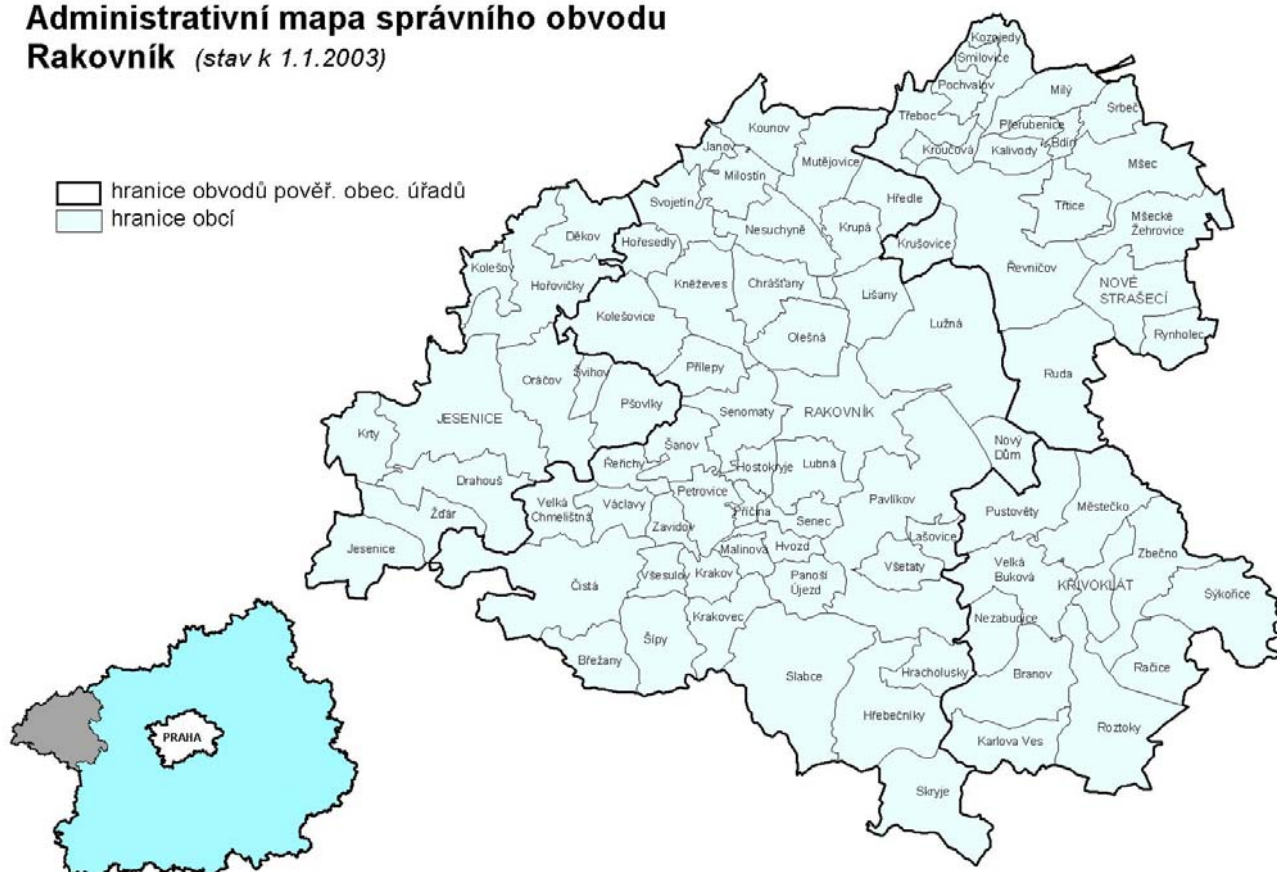 Administrativní mapa správního obvodu
Rakovník (stav k 1.1.2003)
hranice obvodů pověř. obec. úřadů
hranice obcí
Kozojedy
Smilovice
Pochvalov
Milý
Srbeč
Třeboc
Přerubenice
Bdín
Kounov
Kroučová
Kalivody
Janov
Mutějovice
Mšec
Milostín
Svojetín
Hředle
Třtice
Mšecké
Žehrovice
Děkov
Hořesedly
Nesuchyně
Krupá
Krušovice
Kolešov
Hořovičky
Kněževes
Chrášťany
Lišany
Řevničov
NOVÉ
STRAŠECÍ
Kolešovice
Olešná
Lužná
Rynholec
Přílepy
Ruda
Oráčov
Švihov
Pšovlky
JESENICE
Senomaty
RAKOVNÍK
Krty
Šanov
Nový
Dům
Řeřichy
Hostokryje
Lubná
Drahouš
Velká
Chmelištná
Václavy
Petrovice
Pavlíkov
Městečko
Žďár
Zavidov
Příčina
Senec
Pustověty
Jesenice
Malinová
Hvozd
Lašovice
Zbečno
Čistá
Všesulov
Krakov
Panoší
Újezd
Všetaty
Velká
Buková
KŘIVOKLÁT
Sýkořice
Krakovec
Nezabudice
Šípy
Břežany
Slabce
Hracholusky
Branov
Račice
Hřebečníky
Karlova Ves
Roztoky
PRAHA
Skryje